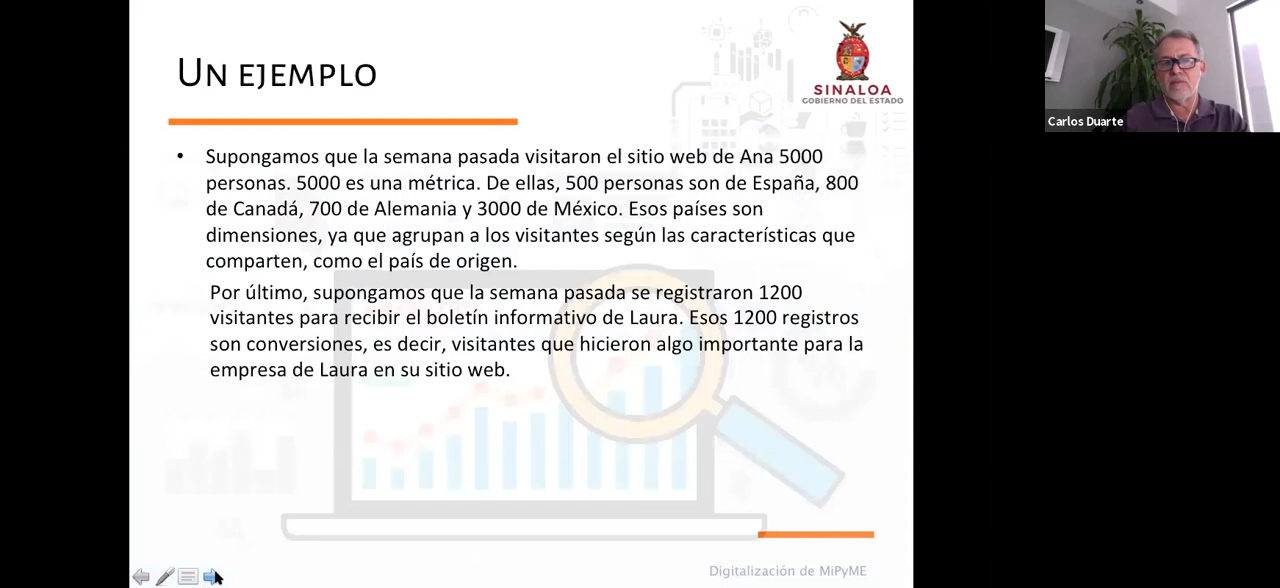 UN EJEMPLO
SINALOA
GOBIERNO DEL ESTADO
Carlos Duarte
• Supongamos que la semana pasada visitaron el sitio web de Ana 5000
personas. 5000 es una métrica. De ellas, 500 personas son de España, 800
de Canadá, 700 de Alemania y 3000 de México. Esos países son
dimensiones, ya que agrupan a los visitantes según las características que
comparten, como el país de origen.
Por último, supongamos que la semana pasada se registraron 1200
visitantes para recibir el boletín informativo de Laura. Esos 1200 registros
son conversiones, es decir, visitantes que hicieron algo importante para la
empresa de Laura en su sitio web.
Digitalización de MiPyME